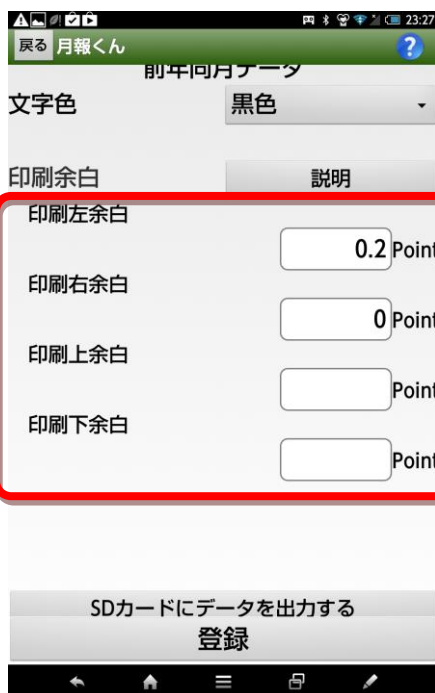 23:27
戻る 月報くん ?
前年同月データ
文字色 黒色
印刷余白 説明
印刷左余白
0.2 Point
印刷右余白
0 Point
印刷上余白
Point
印刷下余白
Point
SDカードにデータを出力する
登録